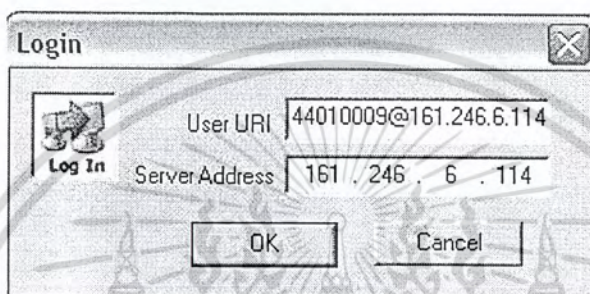 Login
User URI 44010009@161.246.6.114
Log In
Server Address 161 . 246 . 6 . 114
OK Cancel